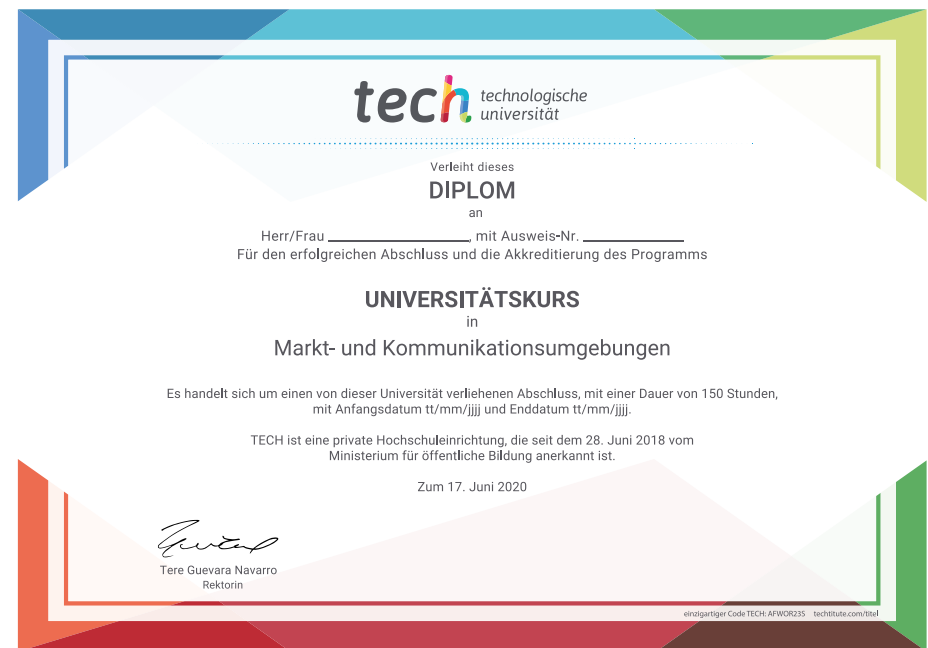 tech technologische
universität
Verleiht dieses
DIPLOM
an
Herr/Frau ____________, mit Ausweis-Nr. ____________
Für den erfolgreichen Abschluss und die Akkreditierung des Programms
UNIVERSITÄTSKURS
in
Markt- und Kommunikationsumgebungen
Es handelt sich um einen von dieser Universität verliehenen Abschluss, mit einer Dauer von 150 Stunden,
mit Anfangsdatum tt/mm/jjjj und Enddatum tt/mm/jjjj.
TECH ist eine private Hochschuleinrichtung, die seit dem 28. Juni 2018 vom
Ministerium für öffentliche Bildung anerkannt ist.
Zum 17. Juni 2020
Tere Guevara Navarro
Rektorin
einzigartiger Code TECH: AFWOR23S techtitute.com/titel